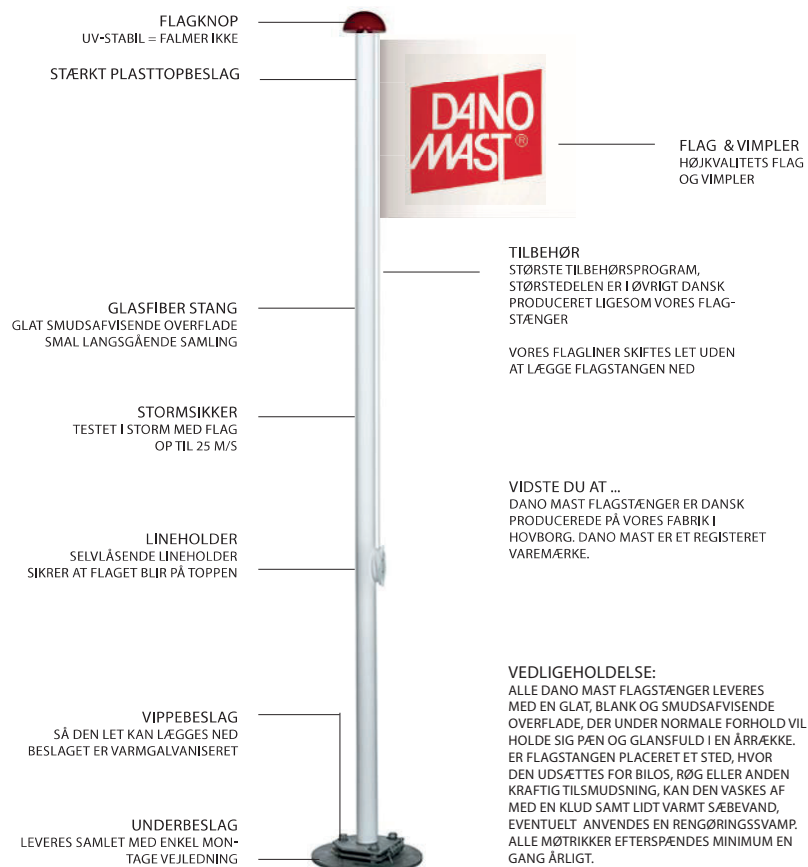 FLAGKNOP
UV-STABIL = FALMER IKKE
STÆRKT PLASTTOPBESLAG
DANO
MAST®
FLAG & VIMPLER
HØJKVALITETS FLAG
OG VIMPLER
TILBEHØR
STØRSTE TILBEHØRSPROGRAM,
STØRSTEDELEN ER I ØVRIGT DANSK
PRODUCERET LIGESOM VORES FLAG-
STÆNGER
VORES FLAGLINER SKIFTES LET UDEN
AT LÆGGE FLAGSTANGEN NED
GLASFIBER STANG
GLAT SMUDSAFVISENDE OVERFLADE
SMAL LANGSGÅENDE SAMLING
STORMSIKKER
TESTET I STORM MED FLAG
OP TIL 25 M/S
VIDSTE DU AT ...
DANO MAST FLAGSTÆNGER ER DANSK
PRODUCEREDE PÅ VORES FABRIK I
HOVBORG. DANO MAST ER ET REGISTERET
VAREMÆRKE.
LINEHOLDER
SELVLÅSENDE LINEHOLDER
SIKRER AT FLAGET BLIR PÅ TOPPEN
VIPPEBESLAG
SÅ DEN LET KAN LÆGGES NED
BESLAGET ER VARMGALVANISERET
UNDERBESLAG
LEVERES SAMLET MED ENKEL MON-
TAGE VEJLEDNING
VEDLIGEHOLDELSE:
ALLE DANO MAST FLAGSTÆNGER LEVERES
MED EN GLAT, BLANK OG SMUDSAFVISENDE
OVERFLADE, DER UNDER NORMALE FORHOLD VIL
HOLDE SIG PÆN OG GLANSFULD I EN ÅRRÆKKE.
ER FLAGSTANGEN PLACERET ET STED, HVOR
DEN UDSÆTTES FOR BILOS, RØG ELLER ANDEN
KRAFTIG TILSMUDSNING, KAN DEN VASKES AF
MED EN KLUD SAMT LIDT VARMT SÆBEVAND,
EVENTUELT ANVENDES EN RENGØRINGSSVAMP.
ALLE MØTRIKKER EFTERSPÆNDES MINIMUM EN
GANG ÅRLIGT.